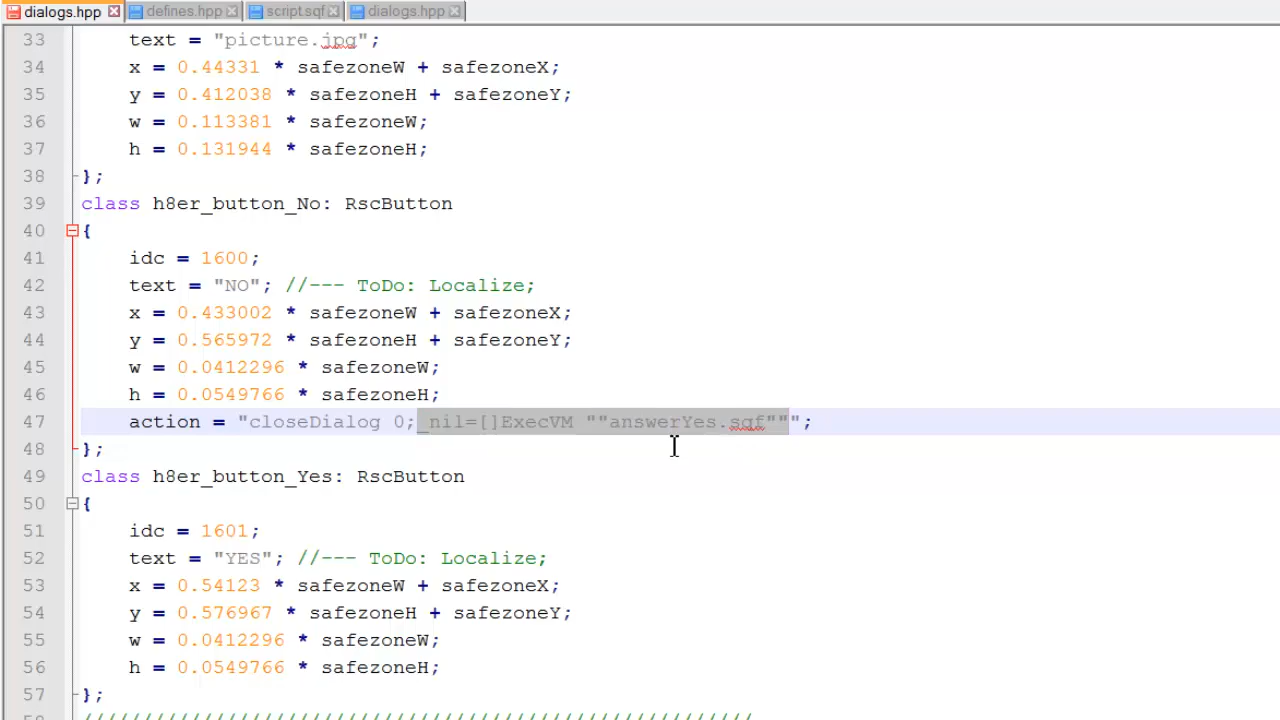 dialogs.hpp defines.hpp script.sqf dialogs.hpp
33 text = "picture.jpg";
34 x = 0.44331 * safezoneW + safezoneX;
35 y = 0.412038 * safezoneH + safezoneY;
36 w = 0.113381 * safezoneW;
37 h = 0.131944 * safezoneH;
38 };
39 class h8er_button_No: RscButton
40 {
41 idc = 1600;
42 text = "NO"; //--- ToDo: Localize;
43 x = 0.433002 * safezoneW + safezoneX;
44 y = 0.565972 * safezoneH + safezoneY;
45 w = 0.0412296 * safezoneW;
46 h = 0.0549766 * safezoneH;
47 action = "closeDialog 0;_nil=[]ExecVM ""answerYes.sqf""";
48 };
49 class h8er_button_Yes: RscButton
50 {
51 idc = 1601;
52 text = "YES"; //--- ToDo: Localize;
53 x = 0.54123 * safezoneW + safezoneX;
54 y = 0.576967 * safezoneH + safezoneY;
55 w = 0.0412296 * safezoneW;
56 h = 0.0549766 * safezoneH;
57 };